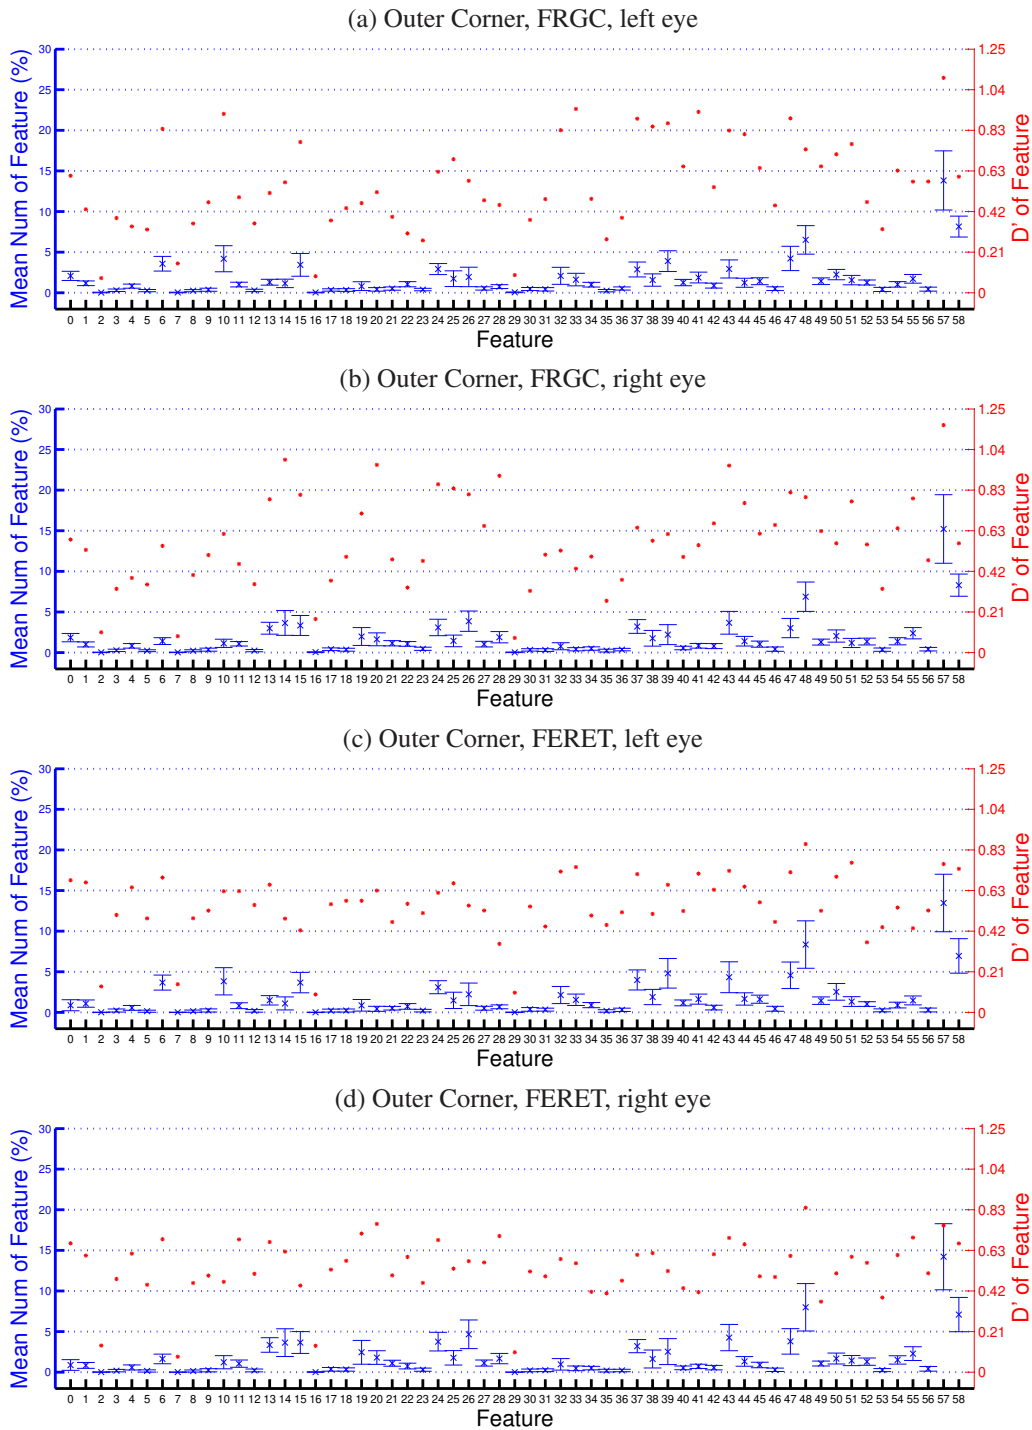 (a) Outer Corner, FRGC, left eye
Mean Num of Feature (%)
30
25
20
15
10
5
0
1.25
1.04
0.83
0.63
0.42
0.21
0
D' of Feature
0 1 2 3 4 5 6 7 8 9 10 11 12 13 14 15 16 17 18 19 20 21 22 23 24 25 26 27 28 29 30 31 32 33 34 35 36 37 38 39 40 41 42 43 44 45 46 47 48 49 50 51 52 53 54 55 56 57 58
Feature
(b) Outer Corner, FRGC, right eye
Mean Num of Feature (%)
30
25
20
15
10
5
0
1.25
1.04
0.83
0.63
0.42
0.21
0
D' of Feature
0 1 2 3 4 5 6 7 8 9 10 11 12 13 14 15 16 17 18 19 20 21 22 23 24 25 26 27 28 29 30 31 32 33 34 35 36 37 38 39 40 41 42 43 44 45 46 47 48 49 50 51 52 53 54 55 56 57 58
Feature
(c) Outer Corner, FERET, left eye
Mean Num of Feature (%)
30
25
20
15
10
5
0
1.25
1.04
0.83
0.63
0.42
0.21
0
D' of Feature
0 1 2 3 4 5 6 7 8 9 10 11 12 13 14 15 16 17 18 19 20 21 22 23 24 25 26 27 28 29 30 31 32 33 34 35 36 37 38 39 40 41 42 43 44 45 46 47 48 49 50 51 52 53 54 55 56 57 58
Feature
(d) Outer Corner, FERET, right eye
Mean Num of Feature (%)
30
25
20
15
10
5
0
1.25
1.04
0.83
0.63
0.42
0.21
0
D' of Feature
0 1 2 3 4 5 6 7 8 9 10 11 12 13 14 15 16 17 18 19 20 21 22 23 24 25 26 27 28 29 30 31 32 33 34 35 36 37 38 39 40 41 42 43 44 45 46 47 48 49 50 51 52 53 54 55 56 57 58
Feature